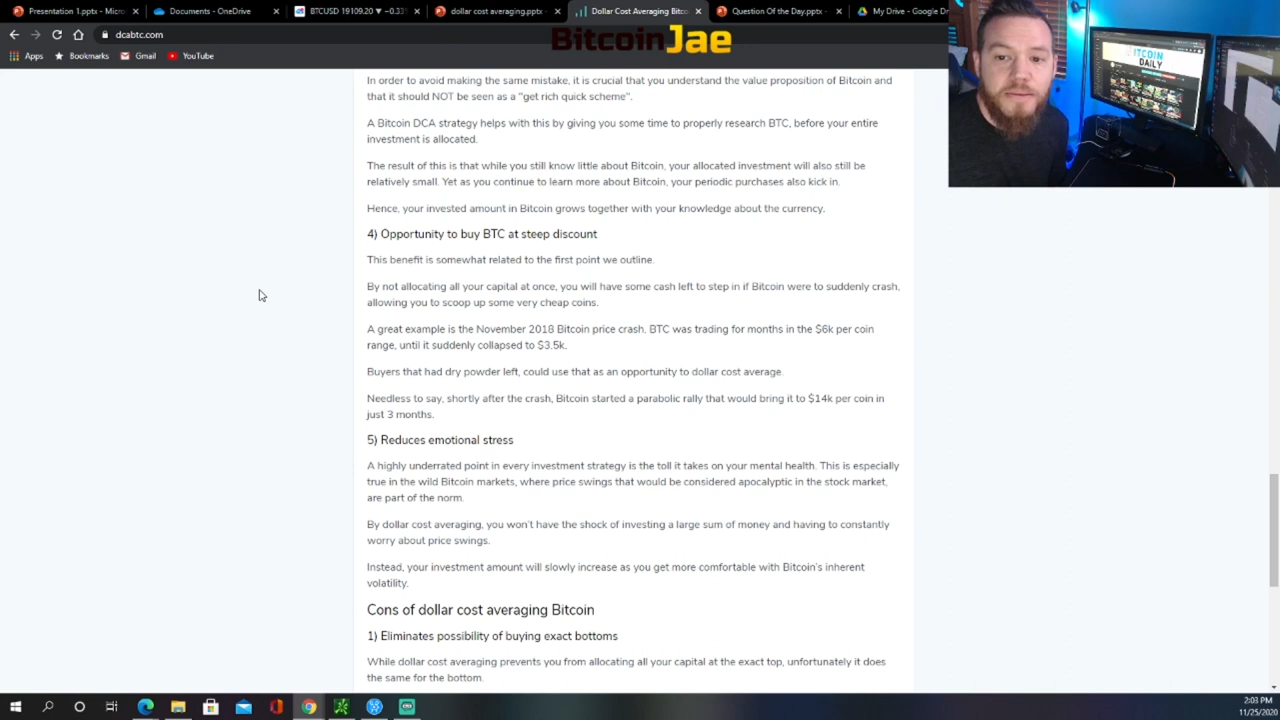 Presentation 1.pptx - Micro
Documents - OneDrive
BTCUSD 19109.20 ▼ -0.33
dollar cost averaging.pptx -
Dollar Cost Averaging Bitco
Question Of the Day.pptx -
My Drive - Google Dr
dcabtc.com
BitcoinJae
Apps
Bookmarks
Gmail
YouTube
ITCOIN
DAILY
In order to avoid making the same mistake, it is crucial that you understand the value proposition of Bitcoin and
that it should NOT be seen as a "get rich quick scheme".
A Bitcoin DCA strategy helps with this by giving you some time to properly research BTC, before your entire
investment is allocated.
The result of this is that while you still know little about Bitcoin, your allocated investment will also still be
relatively small. Yet as you continue to learn more about Bitcoin, your periodic purchases also kick in.
Hence, your invested amount in Bitcoin grows together with your knowledge about the currency.
4) Opportunity to buy BTC at steep discount
This benefit is somewhat related to the first point we outline.
By not allocating all your capital at once, you will have some cash left to step in if Bitcoin were to suddenly crash,
allowing you to scoop up some very cheap coins.
A great example is the November 2018 Bitcoin price crash. BTC was trading for months in the $6k per coin
range, until it suddenly collapsed to $3.5k.
Buyers that had dry powder left, could use that as an opportunity to dollar cost average.
Needless to say, shortly after the crash, Bitcoin started a parabolic rally that would bring it to $14k per coin in
just 3 months.
5) Reduces emotional stress
A highly underrated point in every investment strategy is the toll it takes on your mental health. This is especially
true in the wild Bitcoin markets, where price swings that would be considered apocalyptic in the stock market,
are part of the norm.
By dollar cost averaging, you won't have the shock of investing a large sum of money and having to constantly
worry about price swings.
Instead, your investment amount will slowly increase as you get more comfortable with Bitcoin's inherent
volatility.
Cons of dollar cost averaging Bitcoin
1) Eliminates possibility of buying exact bottoms
While dollar cost averaging prevents you from allocating all your capital at the exact top, unfortunately it does
the same for the bottom.
2:03 PM
11/25/2020